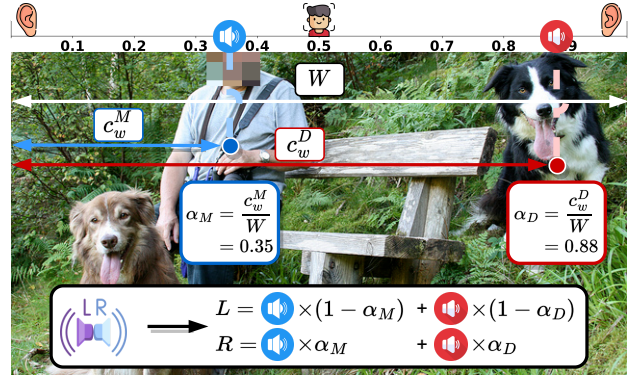 0.1 0.2 0.3 0.4 0.5 0.6 0.7 0.8 0.9
W
c_w^M
c_w^D
α_M = c_w^M / W
= 0.35
α_D = c_w^D / W
= 0.88
L R
L = ×(1 − α_M) + ×(1 − α_D)
R = ×α_M + ×α_D